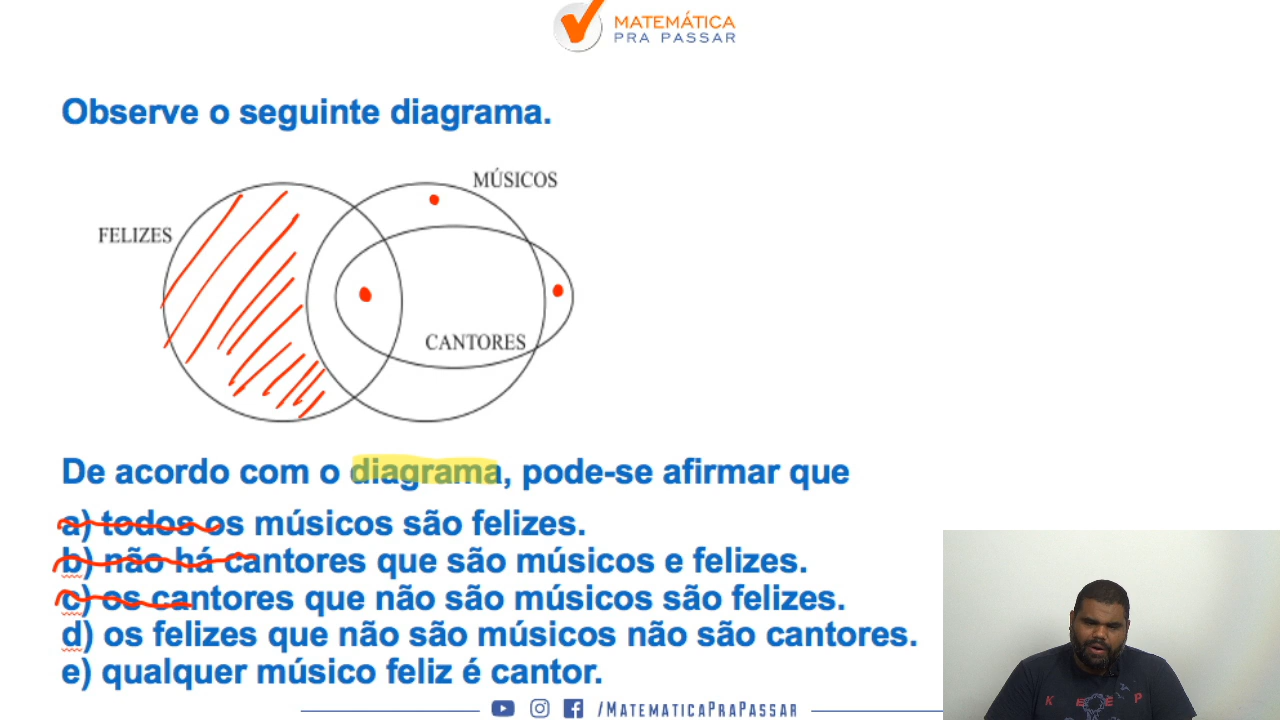 MATEMÁTICA
PRA PASSAR
Observe o seguinte diagrama.
MÚSICOS
FELIZES
CANTORES
De acordo com o diagrama, pode-se afirmar que
a) todos os músicos são felizes.
b) não há cantores que são músicos e felizes.
c) os cantores que não são músicos são felizes.
d) os felizes que não são músicos não são cantores.
e) qualquer músico feliz é cantor.
K E E P
/MATEMATICAPRAPASSAR